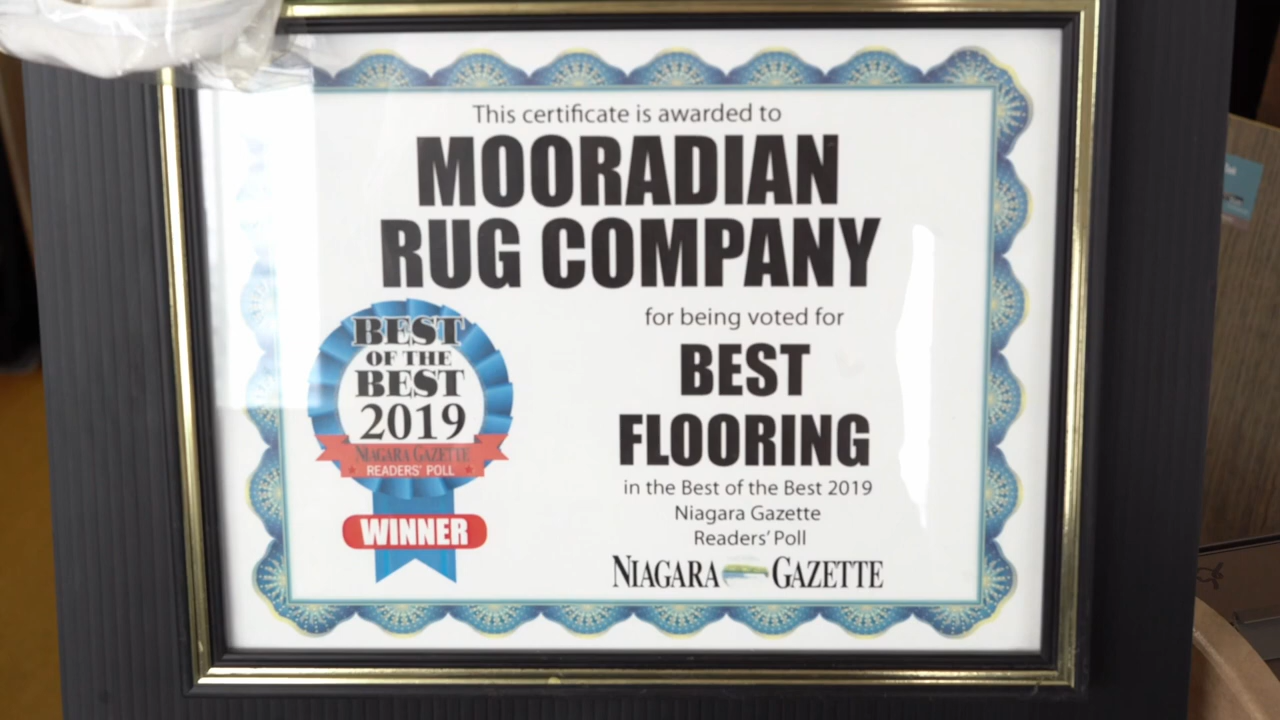 This certificate is awarded to
MOORADIAN
RUG COMPANY
for being voted for
BEST
FLOORING
in the Best of the Best 2019
Niagara Gazette
Readers' Poll
NIAGARA GAZETTE
BEST
OF THE
BEST
2019
NIAGARA GAZETTE
READERS' POLL
WINNER